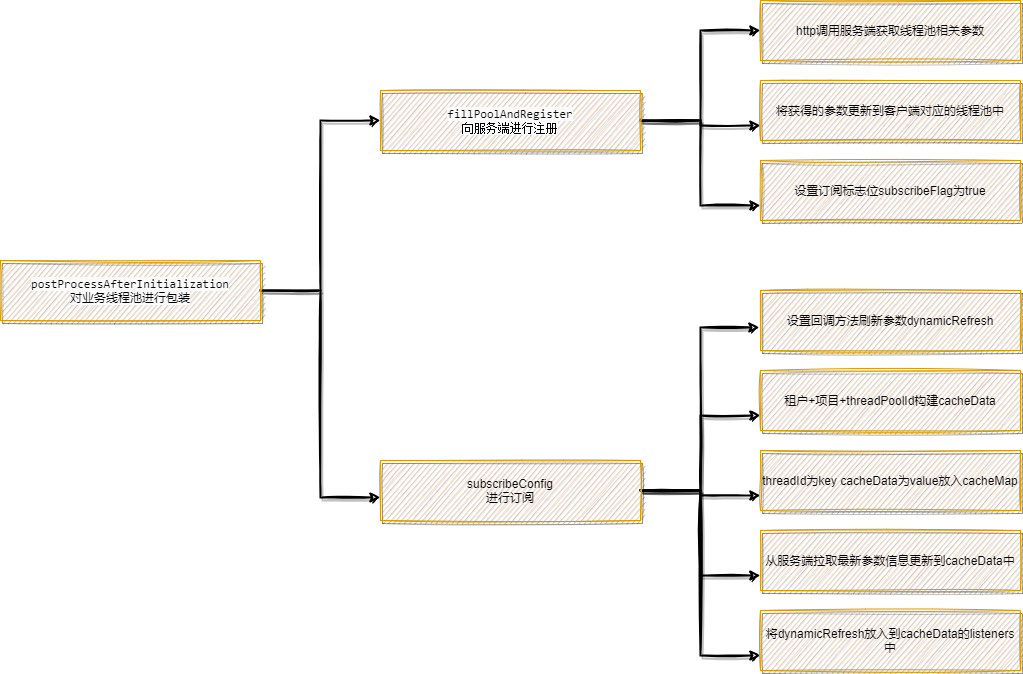 http调用服务端获取线程池相关参数
fillPoolAndRegister
向服务端进行注册
将获得的参数更新到客户端对应的线程池中
设置订阅标志位subscribeFlag为true
postProcessAfterInitialization
对业务线程池进行包装
设置回调方法刷新参数dynamicRefresh
租户+项目+threadPoolId构建cacheData
subscribeConfig
进行订阅
threadId为key cacheData为value放入cacheMap
从服务端拉取最新参数信息更新到cacheData中
将dynamicRefresh放入到cacheData的listeners
中